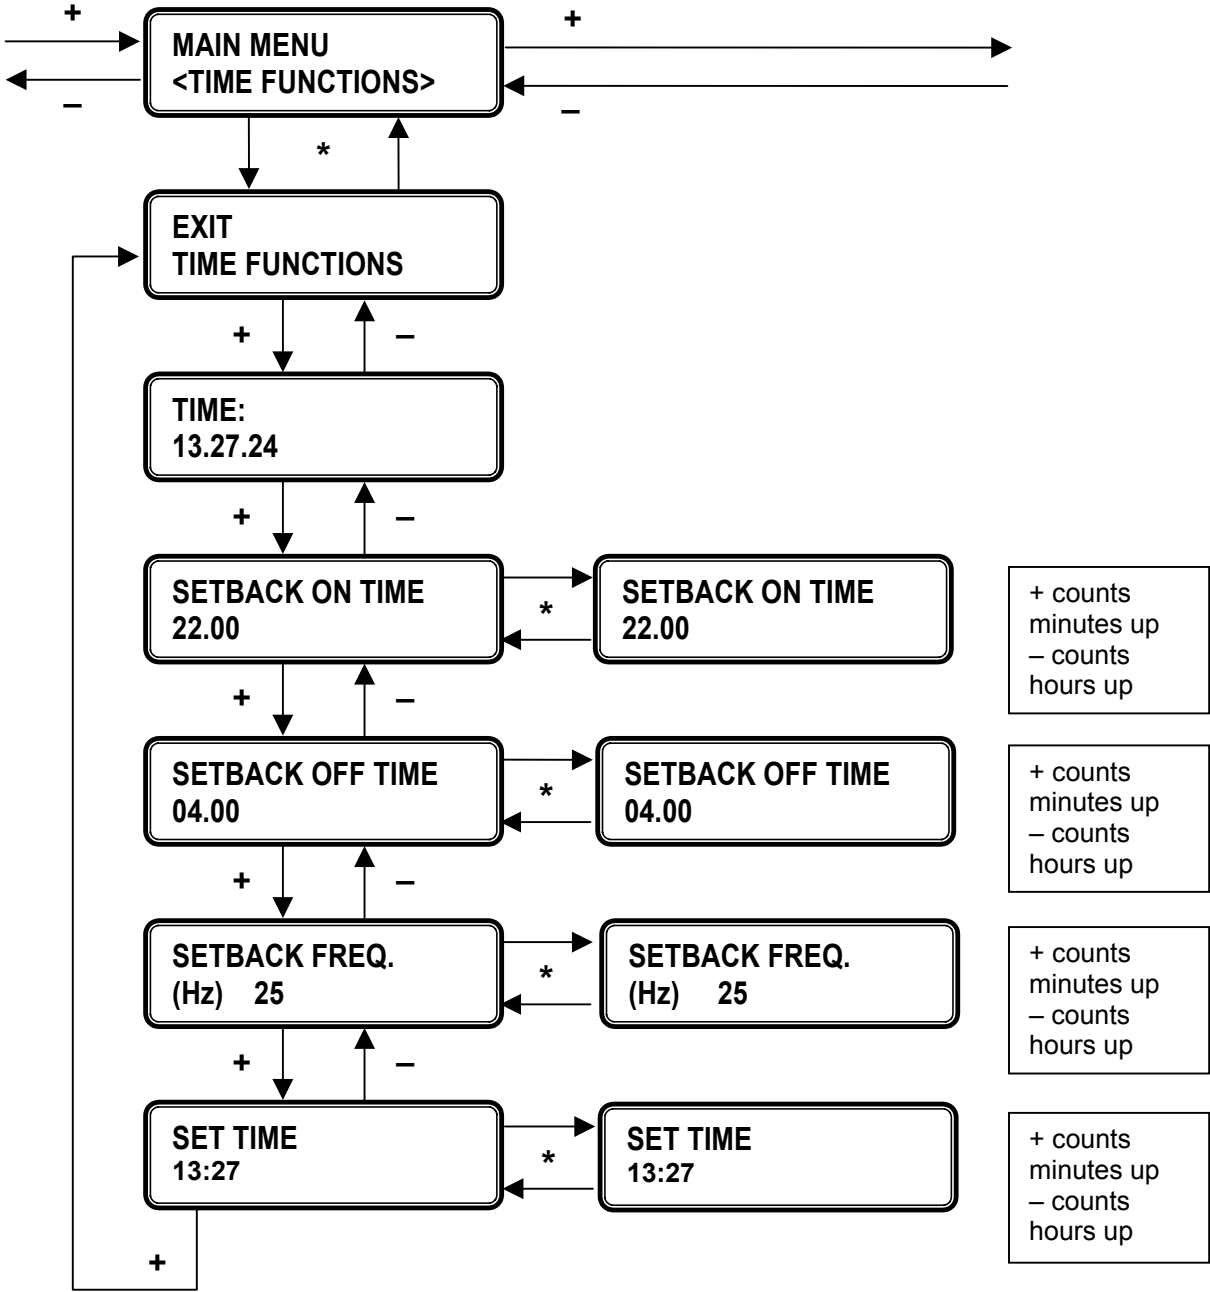 + +
MAIN MENU
<TIME FUNCTIONS>
– –
*
EXIT
TIME FUNCTIONS
+ –
TIME:
13.27.24
+ –
SETBACK ON TIME
22.00
*
SETBACK ON TIME
22.00
+ counts
minutes up
– counts
hours up
+ –
SETBACK OFF TIME
04.00
*
SETBACK OFF TIME
04.00
+ counts
minutes up
– counts
hours up
+ –
SETBACK FREQ.
(Hz) 25
*
SETBACK FREQ.
(Hz) 25
+ counts
minutes up
– counts
hours up
+ –
SET TIME
13:27
*
SET TIME
13:27
+ counts
minutes up
– counts
hours up
+